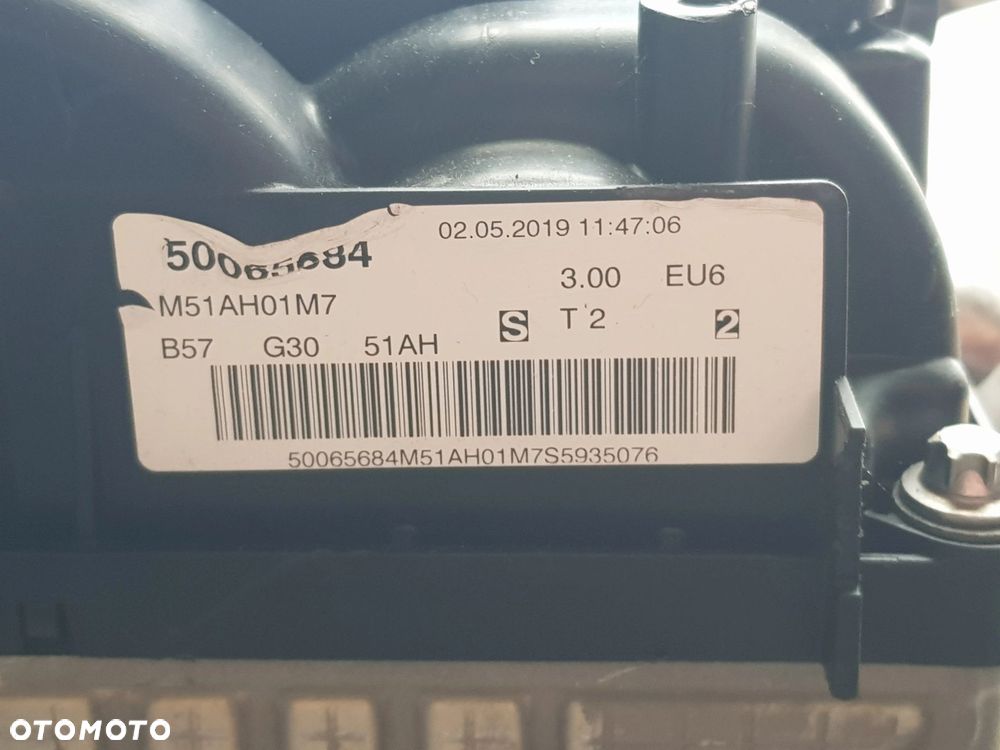 02.05.2019 11:47:06
50065684
3.00 EU6
M51AH01M7
T 2
B57 G30 51AH S 2
50065684M51AH01M7S5935076
OTOMOTO